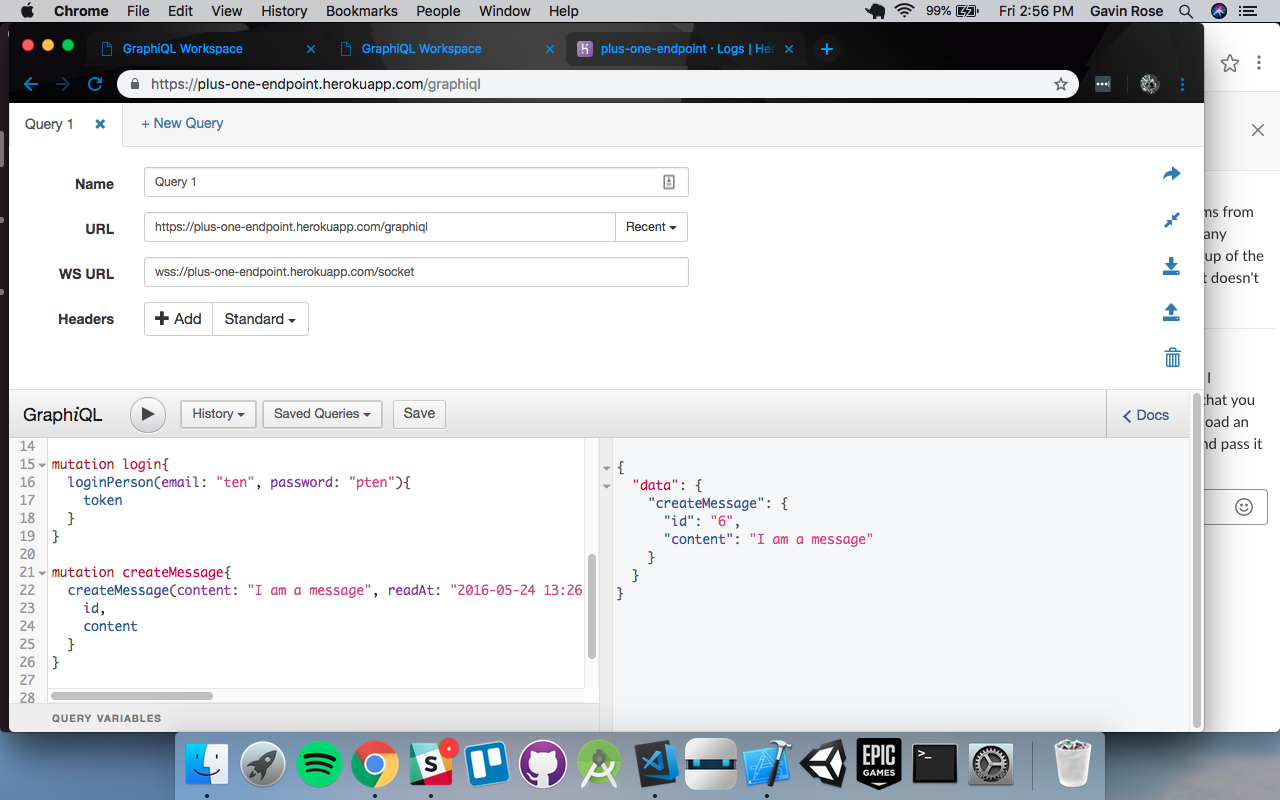 Chrome File Edit View History Bookmarks People Window Help 99% Fri 2:56 PM Gavin Rose
GraphiQL Workspace GraphiQL Workspace plus-one-endpoint · Logs | Her
https://plus-one-endpoint.herokuapp.com/graphiql
Query 1 + New Query
Name Query 1
URL https://plus-one-endpoint.herokuapp.com/graphiql Recent
WS URL wss://plus-one-endpoint.herokuapp.com/socket
Headers Add Standard
GraphiQL History Saved Queries Save Docs
14
15 mutation login{
16 loginPerson(email: "ten", password: "pten"){
17 token
18 }
19 }
20
21 mutation createMessage{
22 createMessage(content: "I am a message", readAt: "2016-05-24 13:26
23 id,
24 content
25 }
26 }
27
28
QUERY VARIABLES
{
"data": {
"createMessage": {
"id": "6",
"content": "I am a message"
}
}
}
ms from
any
up of the
t doesn't
I
that you
oad an
nd pass it
S
EPIC
GAMES
>_